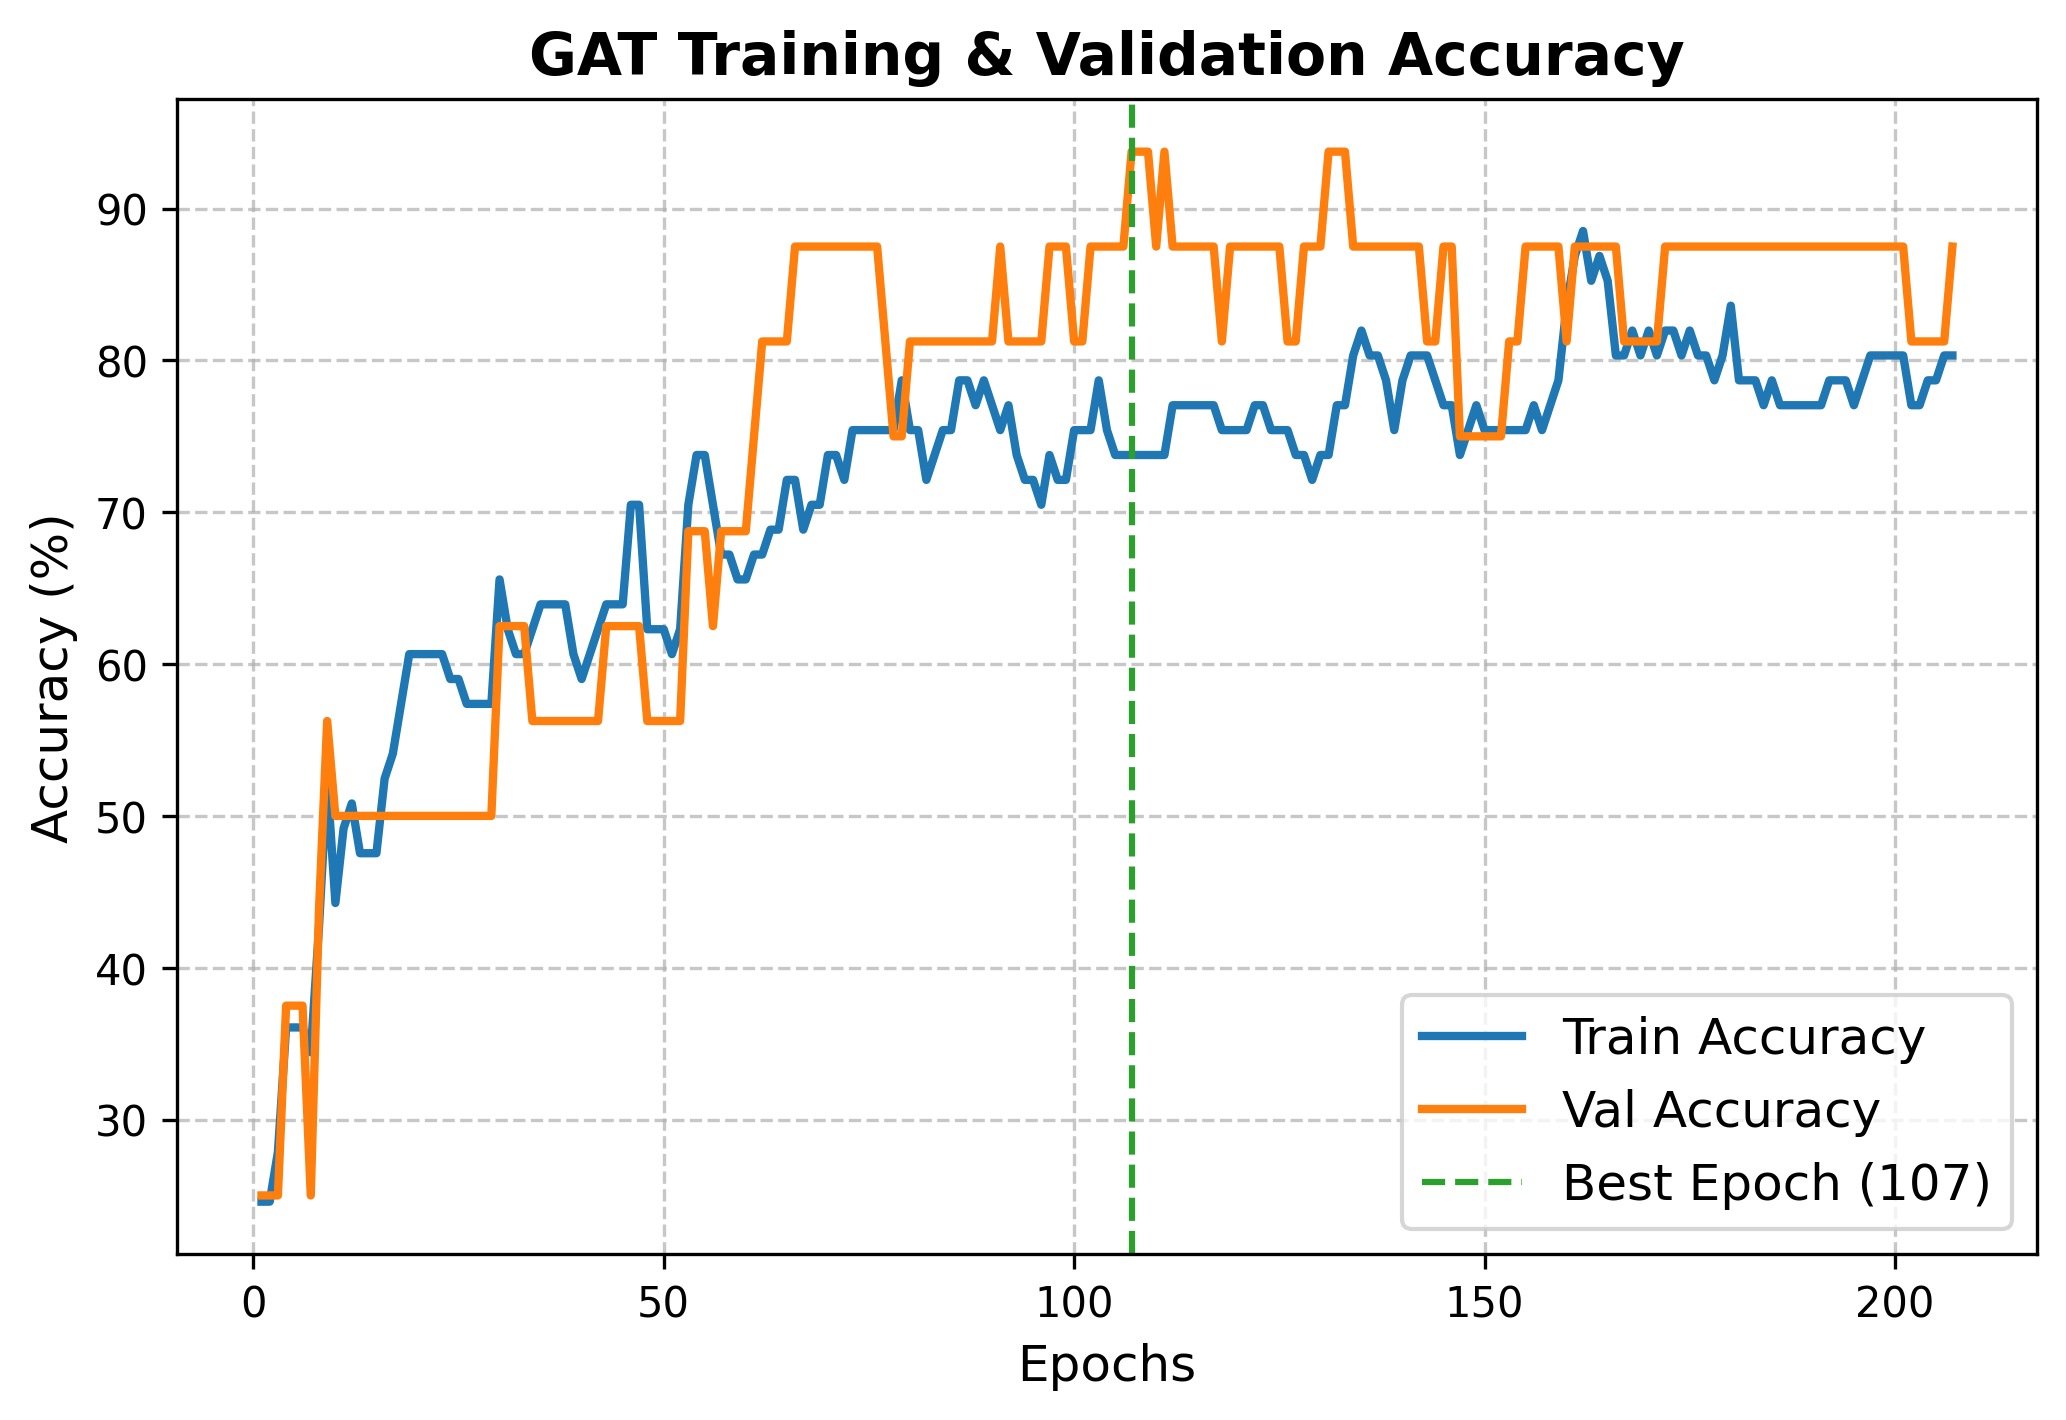 GAT Training & Validation Accuracy
Accuracy (%)
90
80
70
60
50
40
30
Train Accuracy
Val Accuracy
Best Epoch (107)
0 50 100 150 200
Epochs